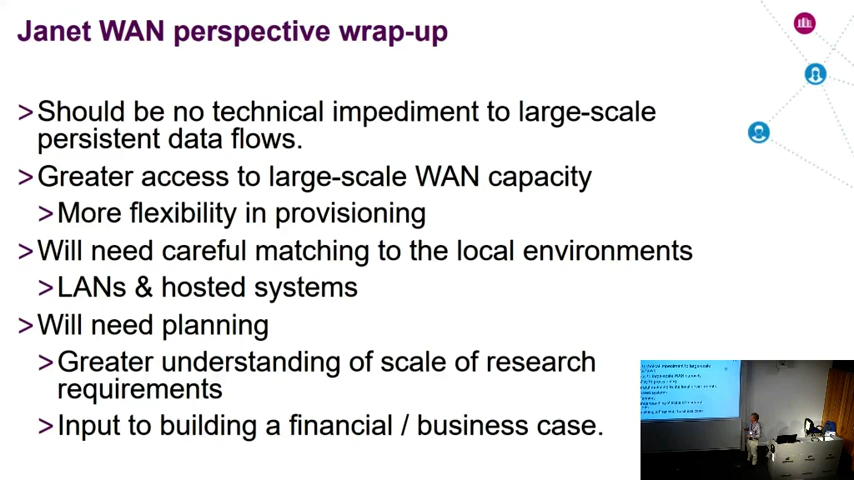 Janet WAN perspective wrap-up
>Should be no technical impediment to large-scale
persistent data flows.
>Greater access to large-scale WAN capacity
>More flexibility in provisioning
>Will need careful matching to the local environments
>LANs & hosted systems
>Will need planning
>Greater understanding of scale of research
requirements
>Input to building a financial / business case.